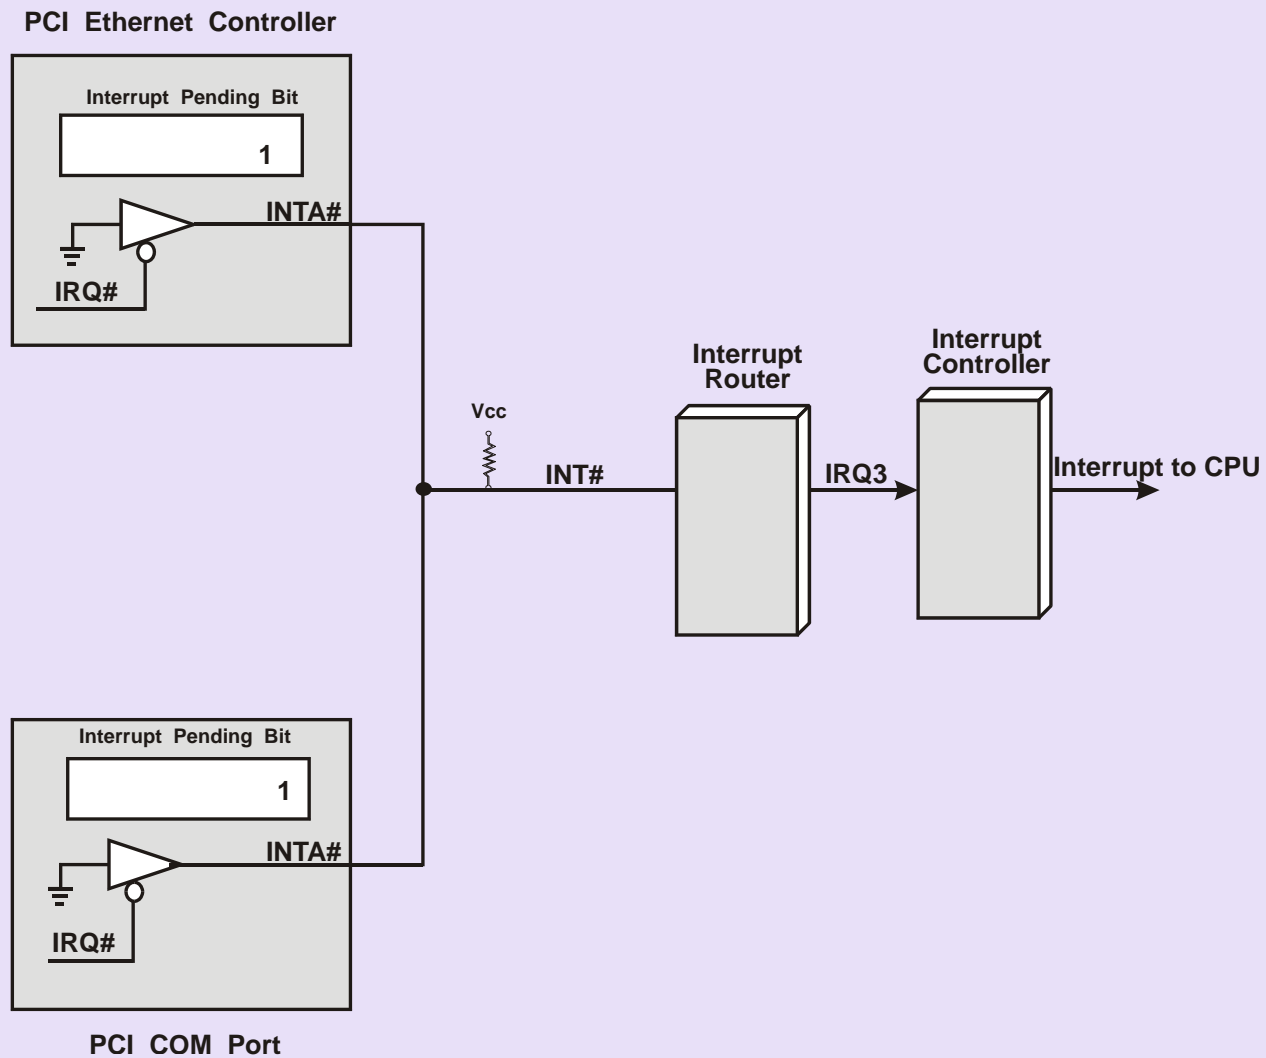 PCI Ethernet Controller
Interrupt Pending Bit
1
INTA#
IRQ#
Interrupt
Router
Interrupt
Controller
Vcc
INT#
IRQ3
Interrupt to CPU
Interrupt Pending Bit
1
INTA#
IRQ#
PCI COM Port